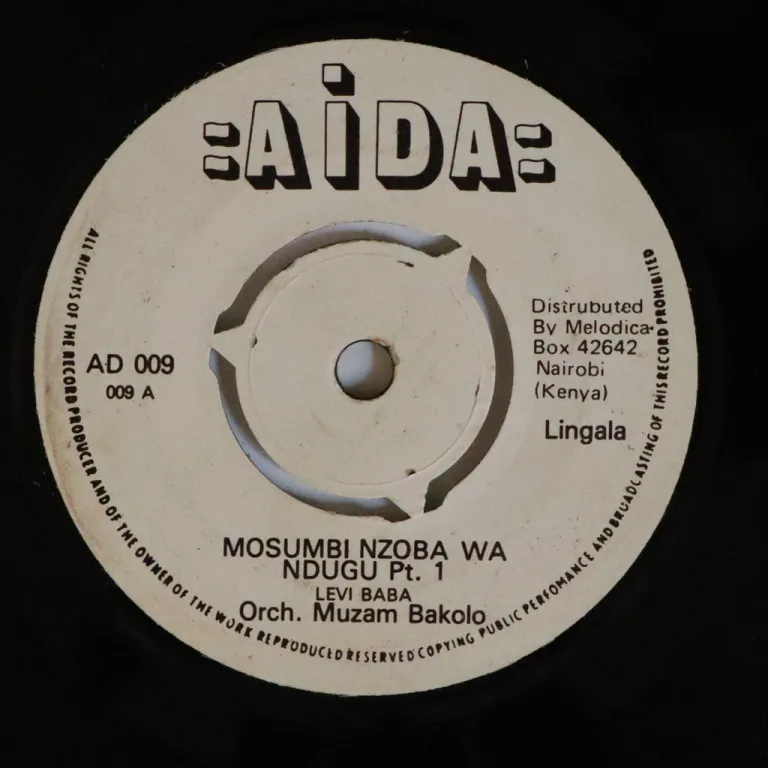 :AiDA:
AD 009
009 A
Distrubuted
By Melodica
Box 42642
Nairobi
(Kenya)
Lingala
MOSUMBI NZOBA WA
NDUGU Pt. 1
LEVI BABA
Orch. Muzam Bakolo
ALL RIGHTS OF THE RECORD PRODUCER AND OF THE OWNER OF THE WORK REPRODUCED RESERVED COPYING PUBLIC PERFOMANCE AND BRUADCASTING OF THIS RECORD PROHIBITED